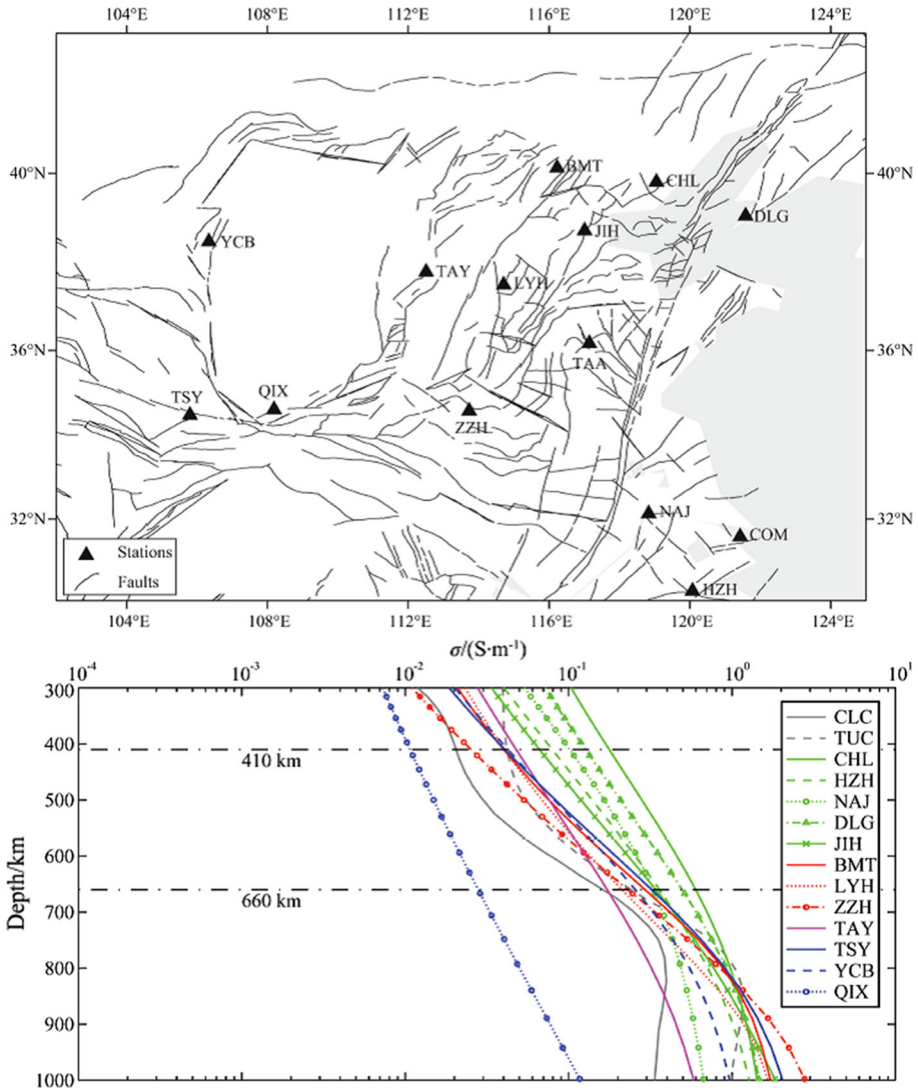 104°E 108°E 112°E 116°E 120°E 124°E
40°N 40°N
BMT
CHL
DLG
JIH
YCB
TAY
LYH
36°N 36°N
TAA
TSY QIX
ZZH
32°N 32°N
NAJ
COM
Stations
Faults
HZH
104°E 108°E 112°E 116°E 120°E 124°E
σ/(S·m⁻¹)
10⁻⁴ 10⁻³ 10⁻² 10⁻¹ 10⁰ 10¹
Depth/km
300
400
410 km
500
600
660 km
700
800
900
1000
CLC
TUC
CHL
HZH
NAJ
DLG
JIH
BMT
LYH
ZZH
TAY
TSY
YCB
QIX